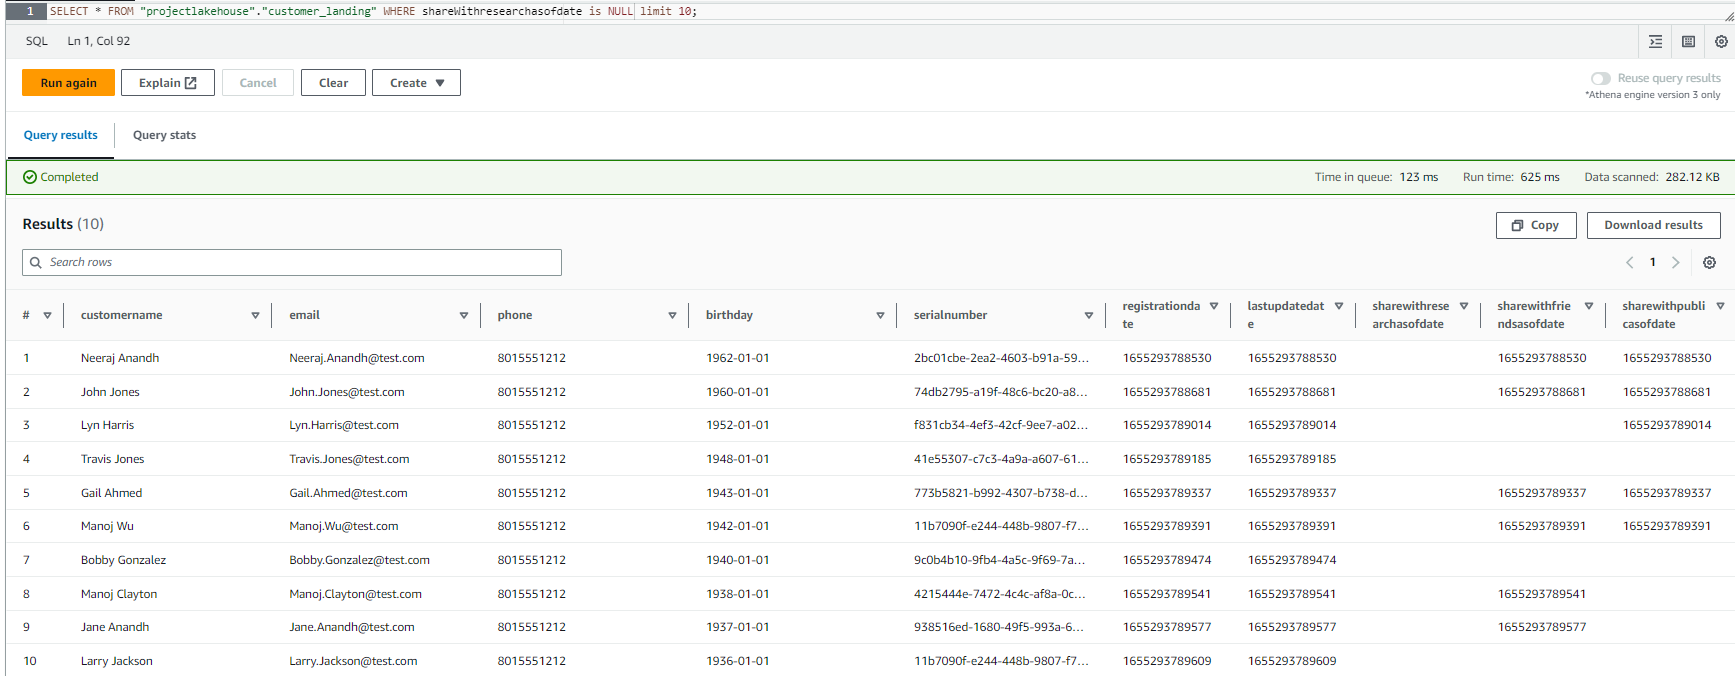 1 SELECT * FROM "projectlakehouse"."customer_landing" WHERE shareWithresearchasofdate is NULL limit 10;
SQL Ln 1, Col 92
Run again Explain Cancel Clear Create Reuse query results
*Athena engine version 3 only
Query results Query stats
Completed Time in queue: 123 ms Run time: 625 ms Data scanned: 282.12 KB
Results (10) Copy Download results
Search rows 1
# customername email phone birthday serialnumber registrationda lastupdatedat sharewithrese sharewithfrie sharewithpubli
te e archasofdate ndsasofdate casofdate
1 Neeraj Anandh Neeraj.Anandh@test.com 8015551212 1962-01-01 2bc01cbe-2ea2-4603-b91a-59... 1655293788530 1655293788530 1655293788530 1655293788530
2 John Jones John.Jones@test.com 8015551212 1960-01-01 74db2795-a19f-48c6-bc20-a8... 1655293788681 1655293788681 1655293788681 1655293788681
3 Lyn Harris Lyn.Harris@test.com 8015551212 1952-01-01 f831cb34-4ef3-42cf-9ee7-a02... 1655293789014 1655293789014 1655293789014
4 Travis Jones Travis.Jones@test.com 8015551212 1948-01-01 41e55307-c7c3-4a9a-a607-61... 1655293789185 1655293789185
5 Gail Ahmed Gail.Ahmed@test.com 8015551212 1943-01-01 773b5821-b992-4307-b738-d... 1655293789337 1655293789337 1655293789337 1655293789337
6 Manoj Wu Manoj.Wu@test.com 8015551212 1942-01-01 11b7090f-e244-448b-9807-f7... 1655293789391 1655293789391 1655293789391 1655293789391
7 Bobby Gonzalez Bobby.Gonzalez@test.com 8015551212 1940-01-01 9c0b4b10-9fb4-4a5c-9f69-7a... 1655293789474 1655293789474
8 Manoj Clayton Manoj.Clayton@test.com 8015551212 1938-01-01 4215444e-7472-4c4c-af8a-0c... 1655293789541 1655293789541 1655293789541
9 Jane Anandh Jane.Anandh@test.com 8015551212 1937-01-01 938516ed-1680-49f5-993a-6... 1655293789577 1655293789577 1655293789577
10 Larry Jackson Larry.Jackson@test.com 8015551212 1936-01-01 11b7090f-e244-448b-9807-f7... 1655293789609 1655293789609